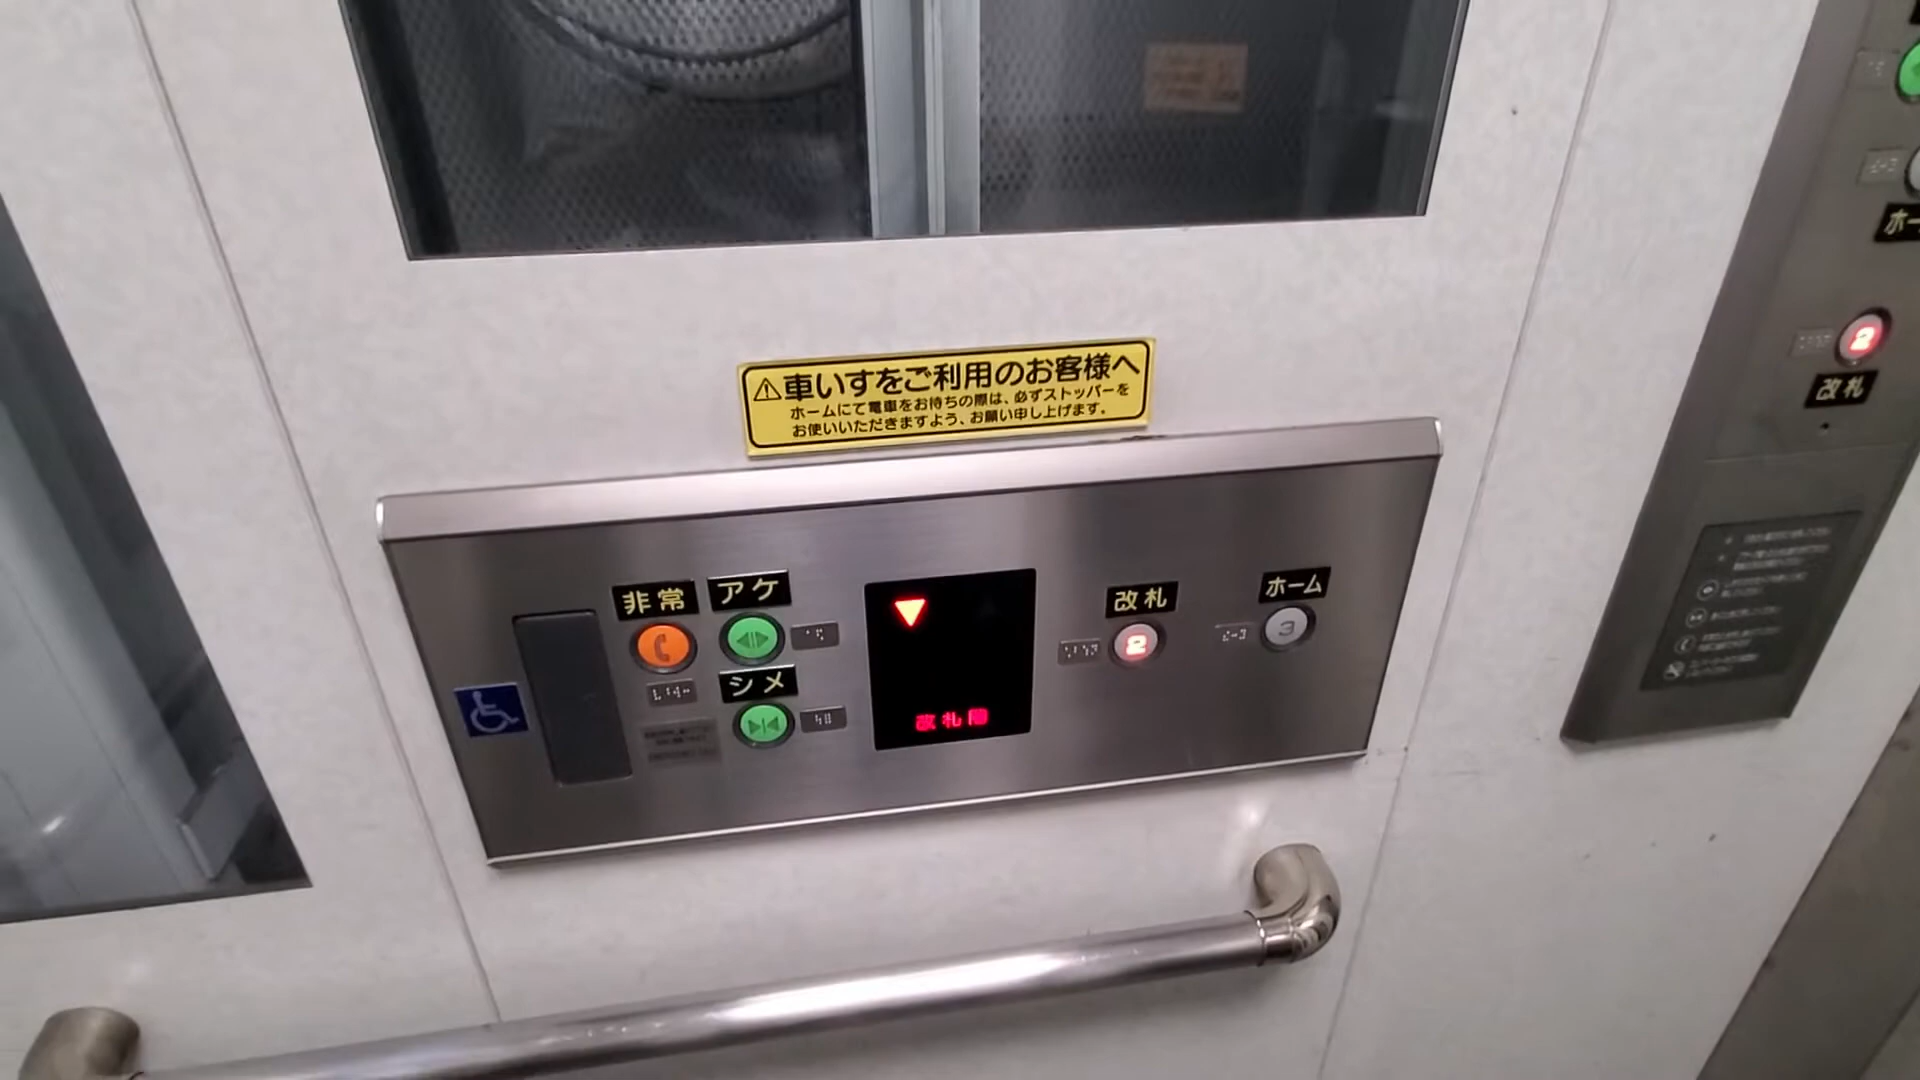 車いすをご利用のお客様へ
ホームにて電車をお待ちの際は、必ずストッパーを
お使いいただきますよう、お願い申し上げます。
非常
アケ
シメ
改札階
改札
2
ホーム
3
ホー
2
改札